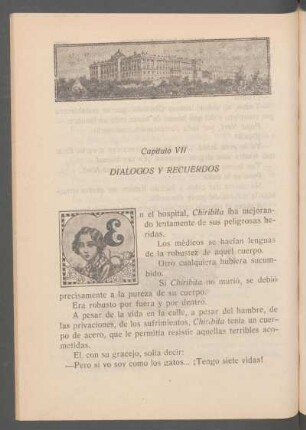 Capítulo VII
DIALOGOS Y RECUERDOS
En el hospital, Chiribita iba mejoran-
do lentamente de sus peligrosas he-
ridas.
Los médicos se hacían lenguas
de la robustez de aquel cuerpo.
Otro cualquiera hubiera sucum-
bido.
Si Chiribita no murió, se debió
precisamente a la pureza de su cuerpo.
Era robusto por fuera y por dentro.
A pesar de la vida en la calle, a pesar del hambre, de
las privaciones, de los sufrimientos, Chiribita tenía un cuer-
po de acero, que le permitía resistir aquellas terribles aco-
metidas.
El, con su gracejo, solía decir:
—Pero si yo soy como los gatos... ¡Tengo siete vidas!